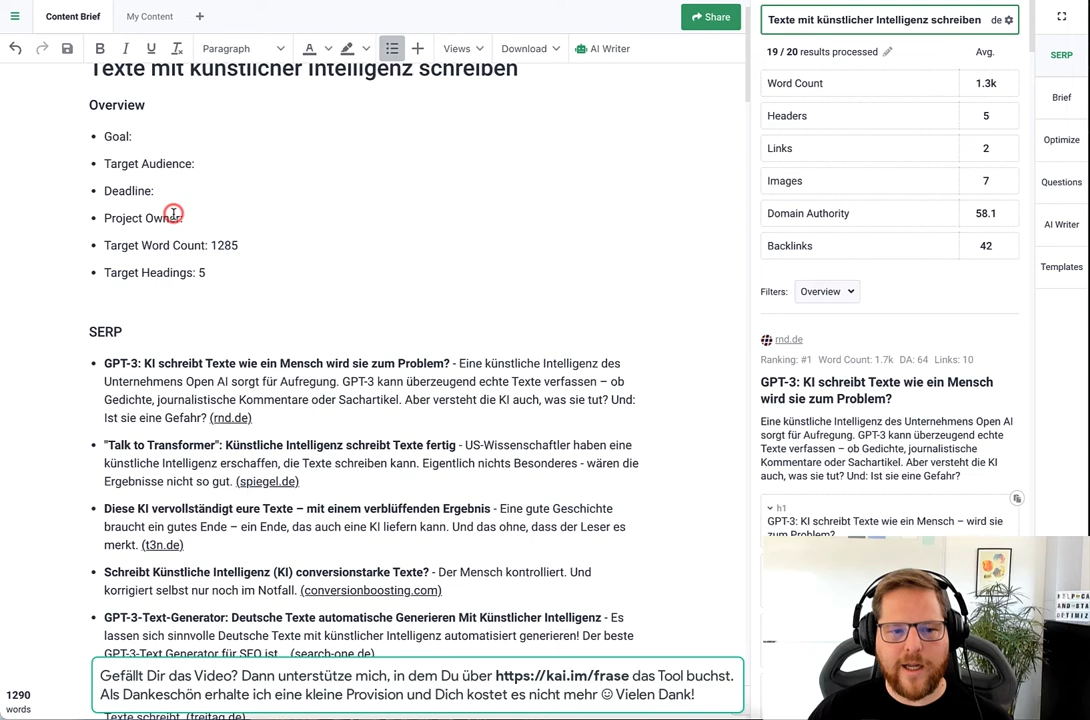 Content Brief
My Content
Share
Paragraph
Views
Download
AI Writer
Texte mit künstlicher Intelligenz schreiben
Overview
Goal:
Target Audience:
Deadline:
Project Owner:
Target Word Count: 1285
Target Headings: 5
SERP
GPT-3: KI schreibt Texte wie ein Mensch wird sie zum Problem? - Eine künstliche Intelligenz des
Unternehmens Open AI sorgt für Aufregung. GPT-3 kann überzeugend echte Texte verfassen – ob
Gedichte, journalistische Kommentare oder Sachartikel. Aber versteht die KI auch, was sie tut? Und:
Ist sie eine Gefahr? (rnd.de)
"Talk to Transformer": Künstliche Intelligenz schreibt Texte fertig - US-Wissenschaftler haben eine
künstliche Intelligenz erschaffen, die Texte schreiben kann. Eigentlich nichts Besonderes - wären die
Ergebnisse nicht so gut. (spiegel.de)
Diese KI vervollständigt eure Texte – mit einem verblüffenden Ergebnis - Eine gute Geschichte
braucht ein gutes Ende – ein Ende, das auch eine KI liefern kann. Und das ohne, dass der Leser es
merkt. (t3n.de)
Schreibt Künstliche Intelligenz (KI) conversionstarke Texte? - Der Mensch kontrolliert. Und
korrigiert selbst nur noch im Notfall. (conversionboosting.com)
GPT-3-Text-Generator: Deutsche Texte automatische Generieren Mit Künstlicher Intelligenz - Es
lassen sich sinnvolle Deutsche Texte mit künstlicher Intelligenz automatisiert generieren! Der beste
GPT-3 Text Generator für SEO ist... (search-one.de)
Gefällt Dir das Video? Dann unterstütze mich, in dem Du über https://kai.im/frase das Tool buchst.
Als Dankeschön erhalte ich eine kleine Provision und Dich kostet es nicht mehr ☺ Vielen Dank!
Texte schreibt. (freitag.de)
1290
words
Texte mit künstlicher Intelligenz schreiben de
19 / 20 results processed Avg.
Word Count 1.3k
Headers 5
Links 2
Images 7
Domain Authority 58.1
Backlinks 42
Filters: Overview
rnd.de
Ranking: #1 Word Count: 1.7k DA: 64 Links: 10
GPT-3: KI schreibt Texte wie ein Mensch
wird sie zum Problem?
Eine künstliche Intelligenz des Unternehmens Open AI
sorgt für Aufregung. GPT-3 kann überzeugend echte
Texte verfassen – ob Gedichte, journalistische
Kommentare oder Sachartikel. Aber versteht die KI
auch, was sie tut? Und: Ist sie eine Gefahr?
h1
GPT-3: KI schreibt Texte wie ein Mensch – wird sie
zum Problem?
SERP
Brief
Optimize
Questions
AI Writer
Templates